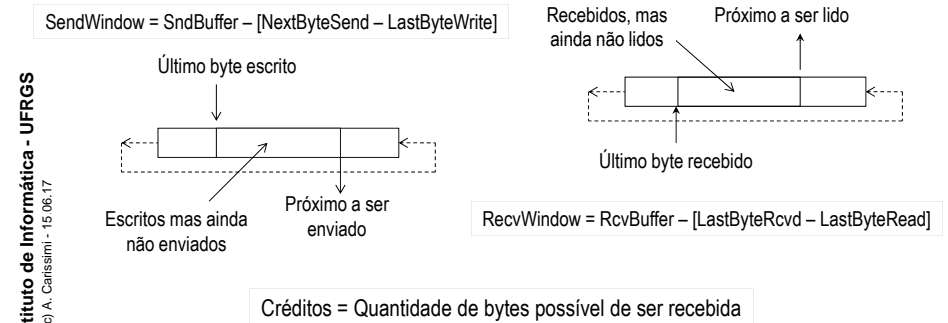 SendWindow = SndBuffer – [NextByteSend – LastByteWrite]
Último byte escrito
Escritos mas ainda
não enviados
Próximo a ser
enviado
Recebidos, mas
ainda não lidos
Próximo a ser lido
Último byte recebido
RecvWindow = RcvBuffer – [LastByteRcvd – LastByteRead]
Créditos = Quantidade de bytes possível de ser recebida
tituto de Informática - UFRGS
c) A. Carissimi - 15.06.17